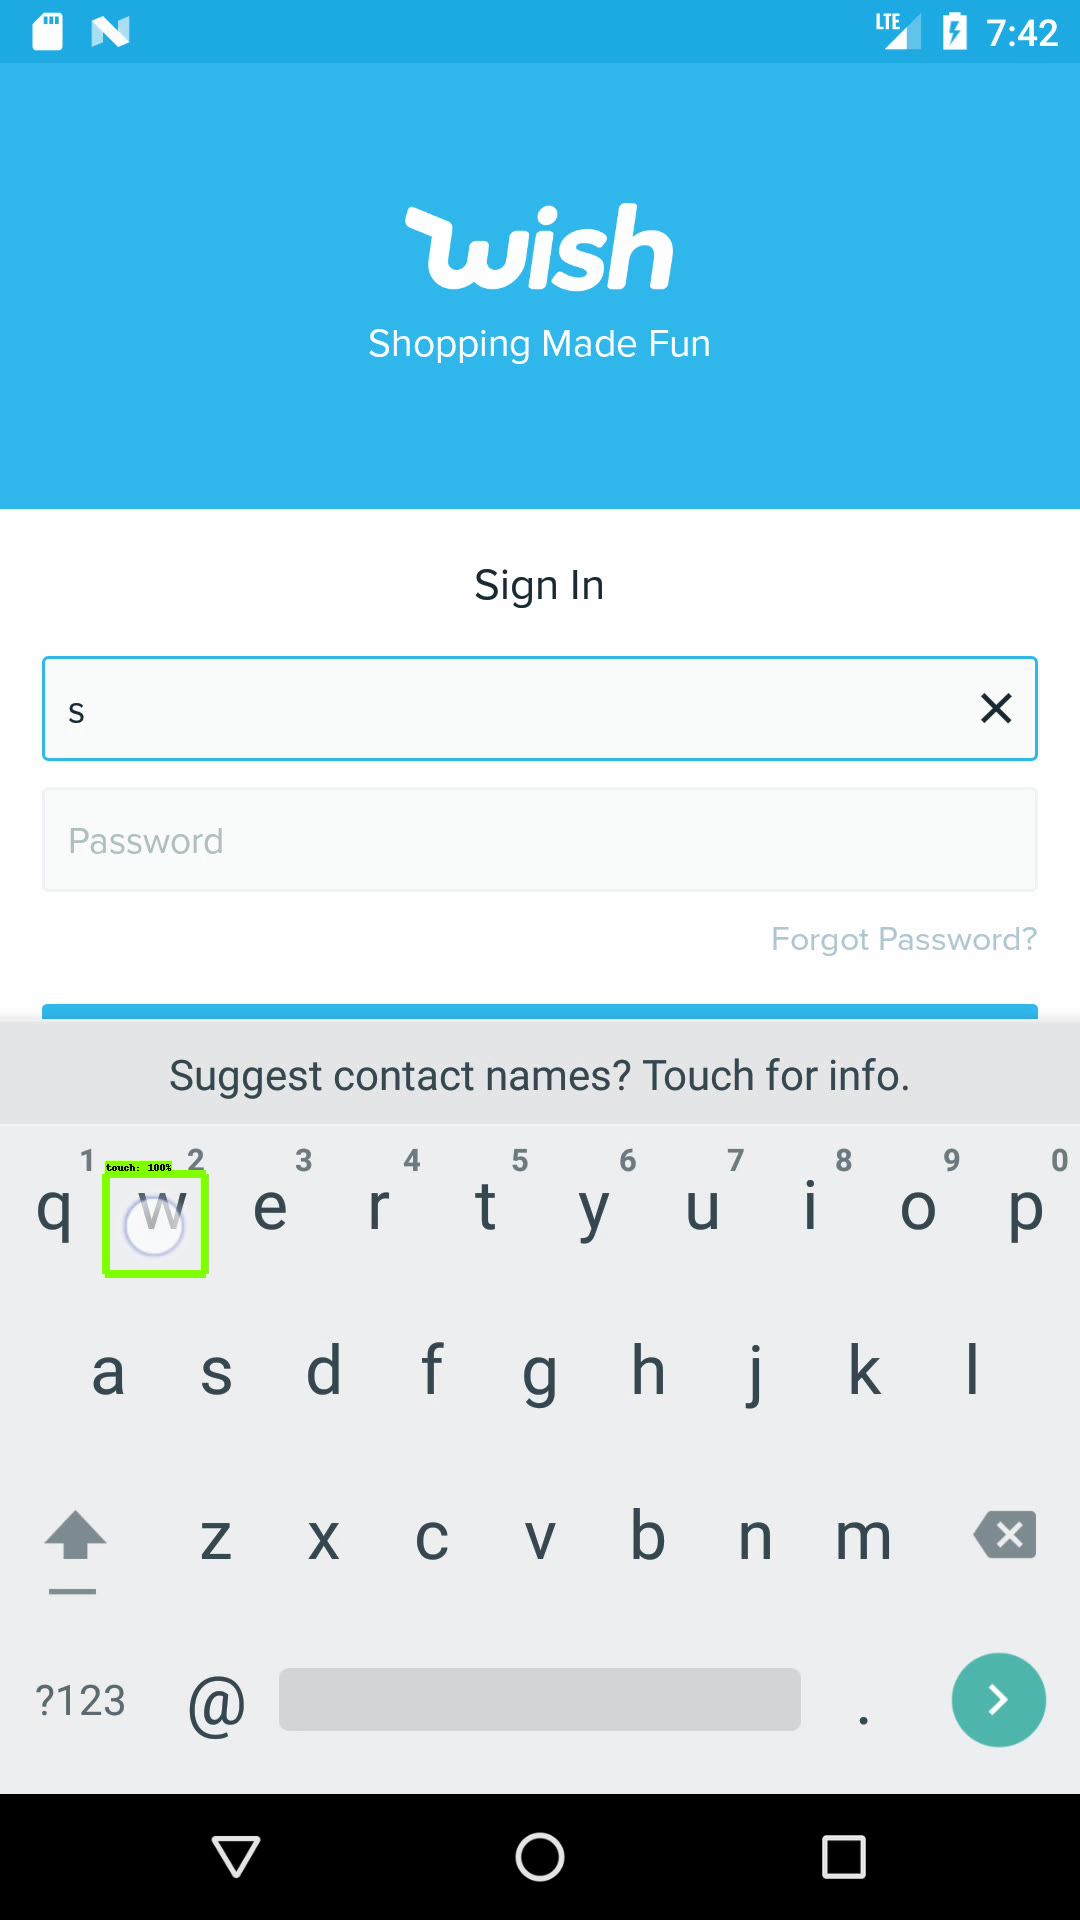 LTE 7:42
wish
Shopping Made Fun
Sign In
s
Password
Forgot Password?
Suggest contact names? Touch for info.
1 2 3 4 5 6 7 8 9 0
touch: 100%
q w e r t y u i o p
a s d f g h j k l
z x c v b n m
?123 @ .